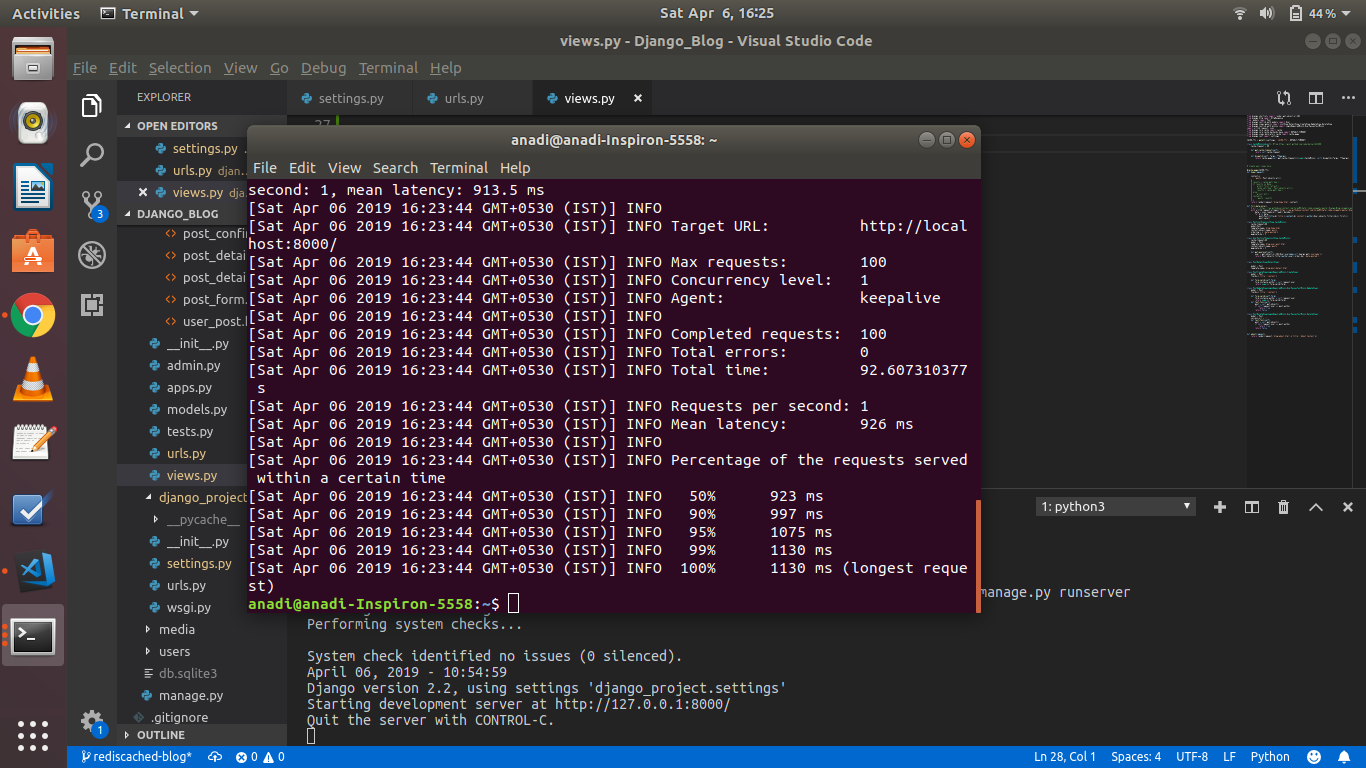 Activities
Terminal
Sat Apr 6, 16:25
44 %
views.py - Django_Blog - Visual Studio Code
File Edit Selection View Go Debug Terminal Help
EXPLORER
settings.py
urls.py
views.py
OPEN EDITORS
settings.py
urls.py djan...
views.py
3
DJANGO_BLOG
post_confi
post_detai
post_detai
post_form.
user_post.
__init__.py
admin.py
apps.py
models.py
tests.py
urls.py
views.py
django_project
__pycache__
__init__.py
settings.py
urls.py
wsgi.py
media
users
db.sqlite3
manage.py
.gitignore
OUTLINE
1
27
anadi@anadi-Inspiron-5558: ~
File Edit View Search Terminal Help
second: 1, mean latency: 913.5 ms
[Sat Apr 06 2019 16:23:44 GMT+0530 (IST)] INFO
[Sat Apr 06 2019 16:23:44 GMT+0530 (IST)] INFO Target URL: http://local
host:8000/
[Sat Apr 06 2019 16:23:44 GMT+0530 (IST)] INFO Max requests: 100
[Sat Apr 06 2019 16:23:44 GMT+0530 (IST)] INFO Concurrency level: 1
[Sat Apr 06 2019 16:23:44 GMT+0530 (IST)] INFO Agent: keepalive
[Sat Apr 06 2019 16:23:44 GMT+0530 (IST)] INFO
[Sat Apr 06 2019 16:23:44 GMT+0530 (IST)] INFO Completed requests: 100
[Sat Apr 06 2019 16:23:44 GMT+0530 (IST)] INFO Total errors: 0
[Sat Apr 06 2019 16:23:44 GMT+0530 (IST)] INFO Total time: 92.607310377
s
[Sat Apr 06 2019 16:23:44 GMT+0530 (IST)] INFO Requests per second: 1
[Sat Apr 06 2019 16:23:44 GMT+0530 (IST)] INFO Mean latency: 926 ms
[Sat Apr 06 2019 16:23:44 GMT+0530 (IST)] INFO
[Sat Apr 06 2019 16:23:44 GMT+0530 (IST)] INFO Percentage of the requests served
within a certain time
[Sat Apr 06 2019 16:23:44 GMT+0530 (IST)] INFO 50% 923 ms
[Sat Apr 06 2019 16:23:44 GMT+0530 (IST)] INFO 90% 997 ms
[Sat Apr 06 2019 16:23:44 GMT+0530 (IST)] INFO 95% 1075 ms
[Sat Apr 06 2019 16:23:44 GMT+0530 (IST)] INFO 99% 1130 ms
[Sat Apr 06 2019 16:23:44 GMT+0530 (IST)] INFO 100% 1130 ms (longest reque
st)
anadi@anadi-Inspiron-5558:~$
1: python3
manage.py runserver
Performing system checks...
System check identified no issues (0 silenced).
April 06, 2019 - 10:54:59
Django version 2.2, using settings 'django_project.settings'
Starting development server at http://127.0.0.1:8000/
Quit the server with CONTROL-C.
rediscached-blog*
0
0
Ln 28, Col 1
Spaces: 4
UTF-8
LF
Python